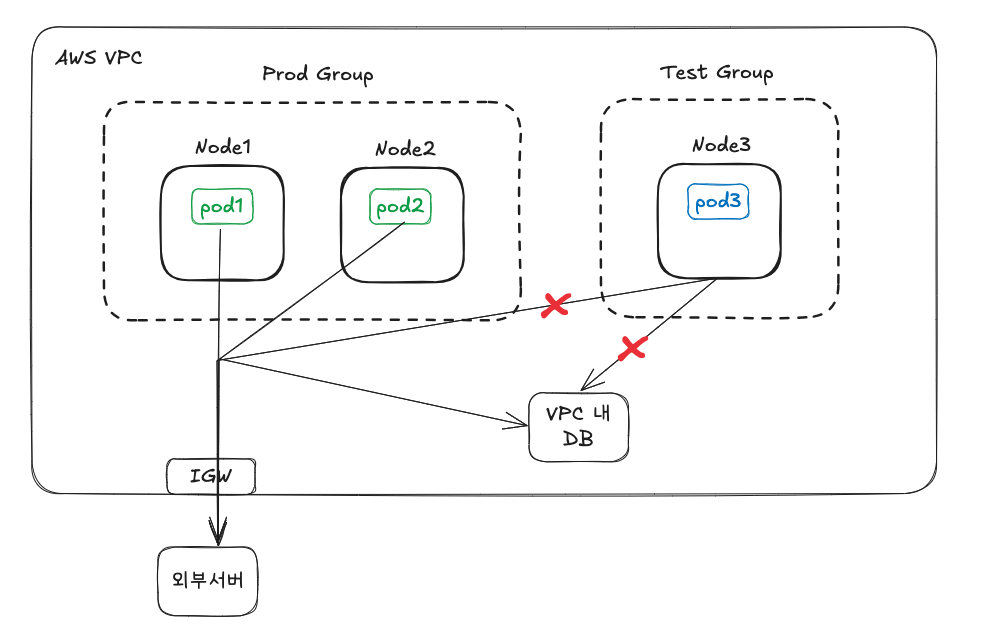 AWS VPC
Prod Group
Test Group
Node1
Node2
Node3
pod1
pod2
pod3
VPC 내
DB
IGW
외부서버